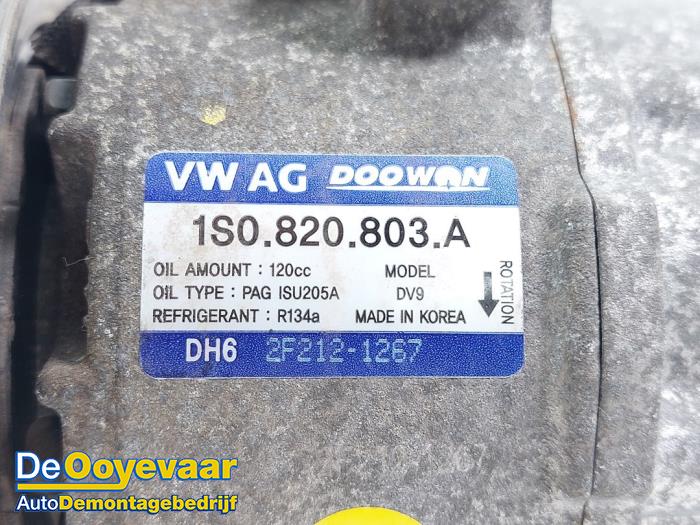 VW AG DOOWON
1S0.820.803.A
OIL AMOUNT : 120cc MODEL
OIL TYPE : PAG ISU205A DV9
REFRIGERANT : R134a MADE IN KOREA
ROTATION
DH6 2F212-1267
De Ooyevaar
AutoDemontagebedrijf